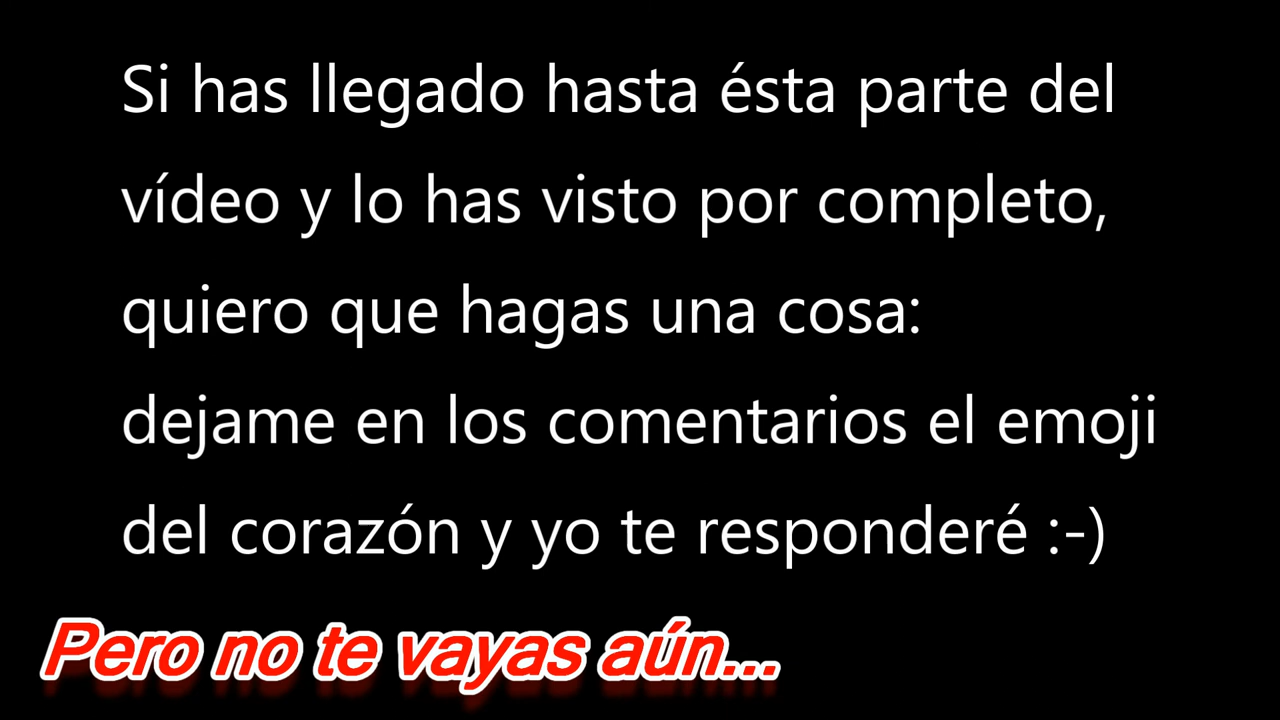 Si has llegado hasta ésta parte del
vídeo y lo has visto por completo,
quiero que hagas una cosa:
dejame en los comentarios el emoji
del corazón y yo te responderé :-)
Pero no te vayas aún...